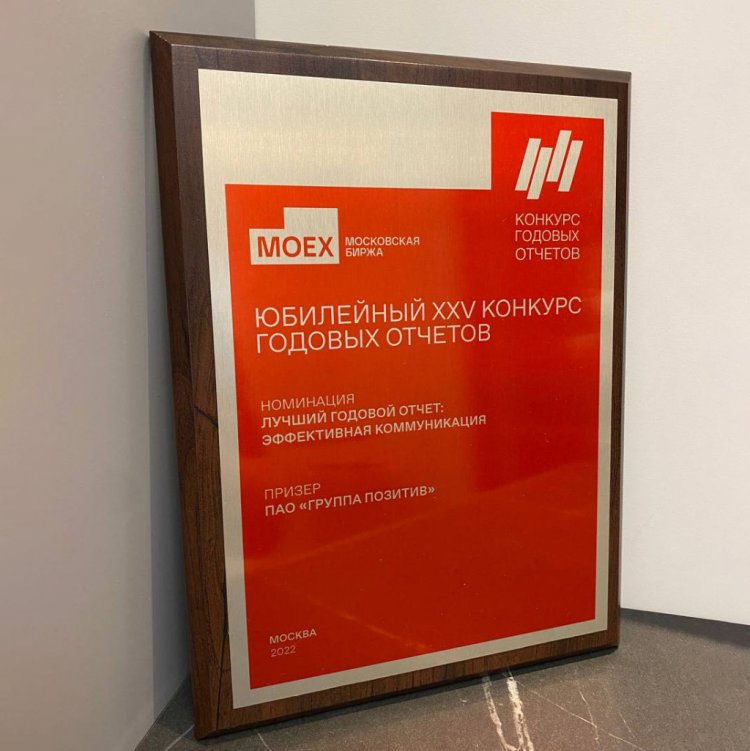 КОНКУРС
ГОДОВЫХ
ОТЧЕТОВ
MOEX
МОСКОВСКАЯ
БИРЖА
ЮБИЛЕЙНЫЙ XXV КОНКУРС
ГОДОВЫХ ОТЧЕТОВ
НОМИНАЦИЯ
ЛУЧШИЙ ГОДОВОЙ ОТЧЕТ:
ЭФФЕКТИВНАЯ КОММУНИКАЦИЯ
ПРИЗЕР
ПАО «ГРУППА ПОЗИТИВ»
МОСКВА
2022